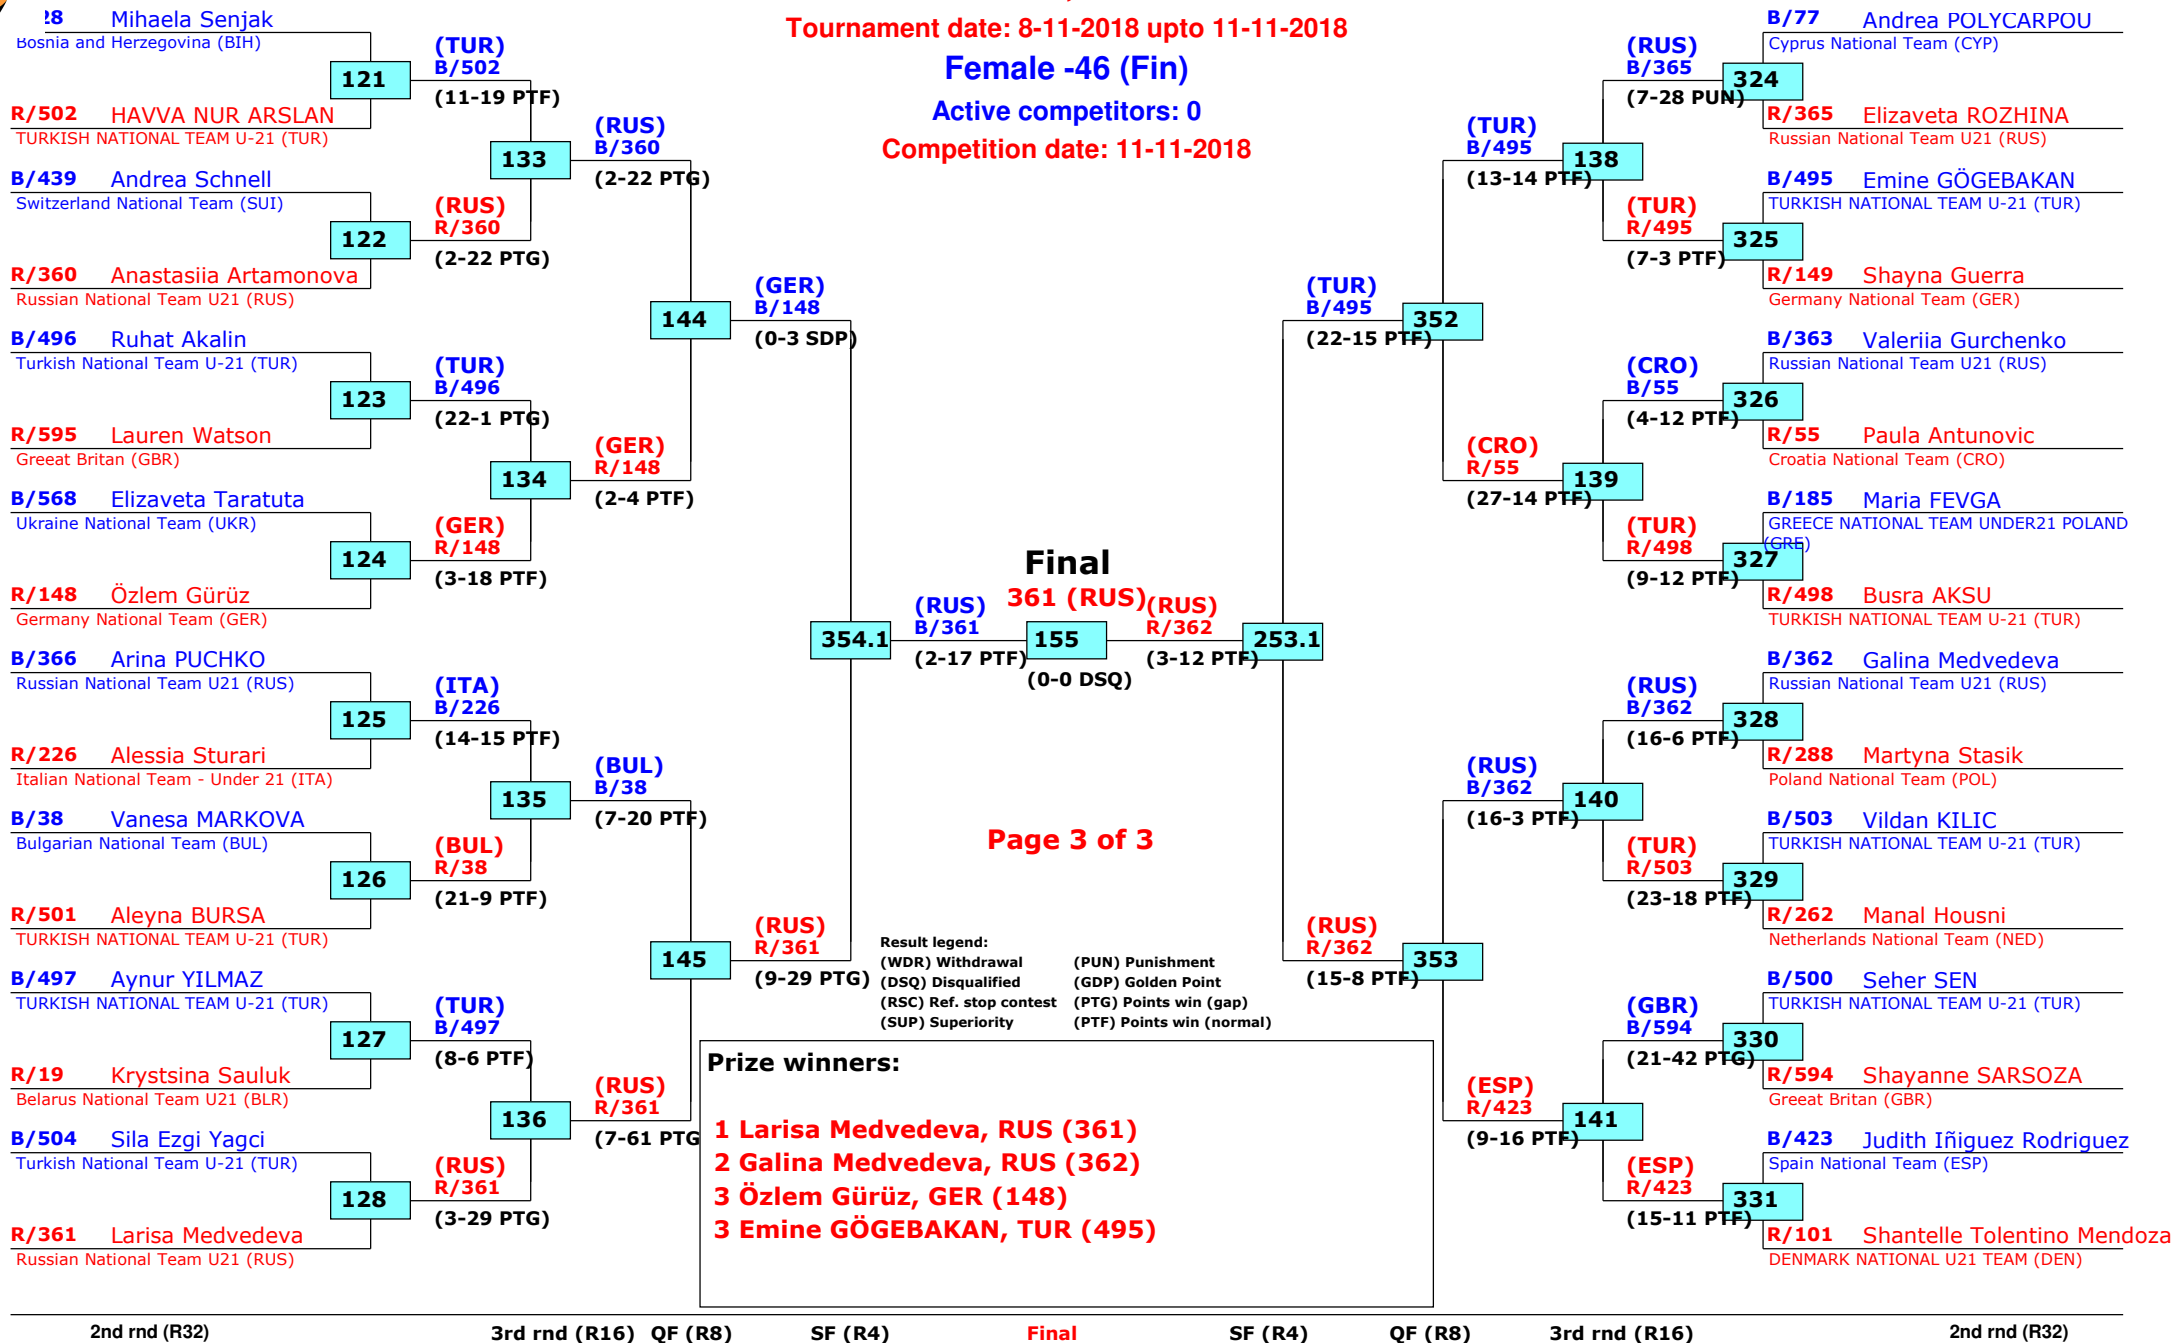 Tournament date: 8-11-2018 upto 11-11-2018
Female -46 (Fin)
Active competitors: 0
Competition date: 11-11-2018
28 Mihaela Senjak
Bosnia and Herzegovina (BIH)
121
R/502 HAVVA NUR ARSLAN
TURKISH NATIONAL TEAM U-21 (TUR)
B/439 Andrea Schnell
Switzerland National Team (SUI)
122
R/360 Anastasiia Artamonova
Russian National Team U21 (RUS)
B/496 Ruhat Akalin
Turkish National Team U-21 (TUR)
123
R/595 Lauren Watson
Greeat Britan (GBR)
B/568 Elizaveta Taratuta
Ukraine National Team (UKR)
124
R/148 Özlem Gürüz
Germany National Team (GER)
B/366 Arina PUCHKO
Russian National Team U21 (RUS)
125
R/226 Alessia Sturari
Italian National Team - Under 21 (ITA)
B/38 Vanesa MARKOVA
Bulgarian National Team (BUL)
126
R/501 Aleyna BURSA
TURKISH NATIONAL TEAM U-21 (TUR)
B/497 Aynur YILMAZ
TURKISH NATIONAL TEAM U-21 (TUR)
127
R/19 Krystsina Sauluk
Belarus National Team U21 (BLR)
B/504 Sila Ezgi Yagci
Turkish National Team U-21 (TUR)
128
R/361 Larisa Medvedeva
Russian National Team U21 (RUS)
(TUR)
B/502
(11-19 PTF)
133
(RUS)
R/360
(2-22 PTG)
(TUR)
B/496
(22-1 PTG)
134
(GER)
R/148
(3-18 PTF)
(ITA)
B/226
(14-15 PTF)
135
(BUL)
R/38
(21-9 PTF)
(TUR)
B/497
(8-6 PTF)
136
(RUS)
R/361
(3-29 PTG)
(RUS)
B/360
(2-22 PTG)
144
(GER)
R/148
(2-4 PTF)
(BUL)
B/38
(7-20 PTF)
145
(RUS)
R/361
(7-61 PTG
(GER)
B/148
(0-3 SDP)
354.1
(RUS)
R/361
(9-29 PTG)
(RUS)
B/361
(2-17 PTF)
Final
361 (RUS)
155
(0-0 DSQ)
(RUS)
R/362
(3-12 PTF)
253.1
(TUR)
B/495
(22-15 PTF)
(RUS)
R/362
(15-8 PTF)
352
353
(TUR)
B/495
(13-14 PTF)
(CRO)
R/55
(27-14 PTF)
(RUS)
B/362
(16-3 PTF)
(ESP)
R/423
(9-16 PTF)
138
139
140
141
(RUS)
B/365
(7-28 PUN)
(TUR)
R/495
(7-3 PTF)
(CRO)
B/55
(4-12 PTF)
(TUR)
R/498
(9-12 PTF)
(RUS)
B/362
(16-6 PTF)
(TUR)
R/503
(23-18 PTF)
(GBR)
B/594
(21-42 PTG)
(ESP)
R/423
(15-11 PTF)
B/77 Andrea POLYCARPOU
Cyprus National Team (CYP)
324
R/365 Elizaveta ROZHINA
Russian National Team U21 (RUS)
B/495 Emine GÖGEBAKAN
TURKISH NATIONAL TEAM U-21 (TUR)
325
R/149 Shayna Guerra
Germany National Team (GER)
B/363 Valeriia Gurchenko
Russian National Team U21 (RUS)
326
R/55 Paula Antunovic
Croatia National Team (CRO)
B/185 Maria FEVGA
GREECE NATIONAL TEAM UNDER21 POLAND
(GRE)
327
R/498 Busra AKSU
TURKISH NATIONAL TEAM U-21 (TUR)
B/362 Galina Medvedeva
Russian National Team U21 (RUS)
328
R/288 Martyna Stasik
Poland National Team (POL)
B/503 Vildan KILIC
TURKISH NATIONAL TEAM U-21 (TUR)
329
R/262 Manal Housni
Netherlands National Team (NED)
B/500 Seher SEN
TURKISH NATIONAL TEAM U-21 (TUR)
330
R/594 Shayanne SARSOZA
Greeat Britan (GBR)
B/423 Judith Iñiguez Rodriguez
Spain National Team (ESP)
331
R/101 Shantelle Tolentino Mendoza
DENMARK NATIONAL U21 TEAM (DEN)
Page 3 of 3
Result legend:
(WDR) Withdrawal (PUN) Punishment
(DSQ) Disqualified (GDP) Golden Point
(RSC) Ref. stop contest (PTG) Points win (gap)
(SUP) Superiority (PTF) Points win (normal)
Prize winners:
1 Larisa Medvedeva, RUS (361)
2 Galina Medvedeva, RUS (362)
3 Özlem Gürüz, GER (148)
3 Emine GÖGEBAKAN, TUR (495)
2nd rnd (R32) 3rd rnd (R16) QF (R8) SF (R4) Final SF (R4) QF (R8) 3rd rnd (R16) 2nd rnd (R32)